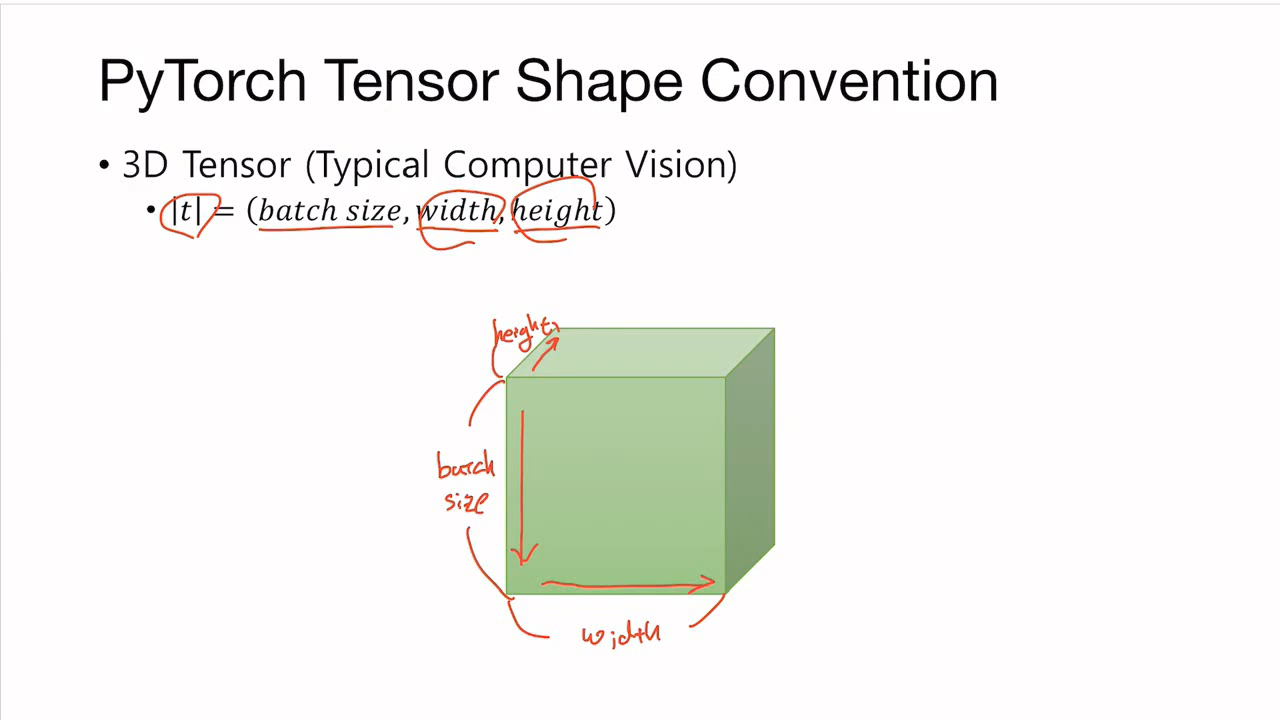 PyTorch Tensor Shape Convention
• 3D Tensor (Typical Computer Vision)
• |t| = (batch size, width, height)
height
batch
size
width